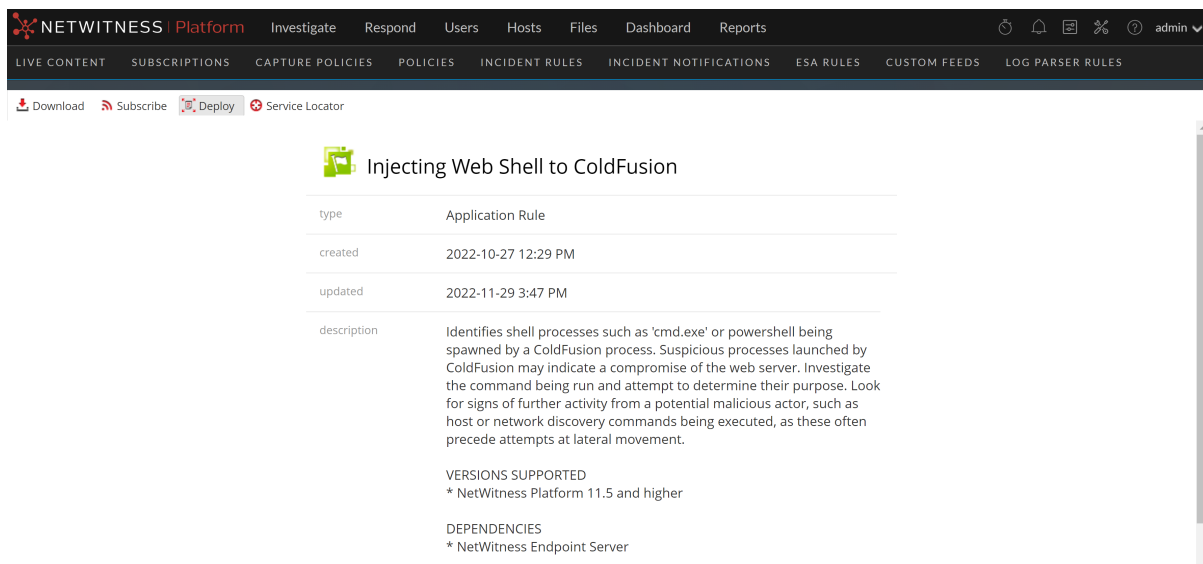 NETWITNESS | Platform Investigate Respond Users Hosts Files Dashboard Reports admin
LIVE CONTENT SUBSCRIPTIONS CAPTURE POLICIES POLICIES INCIDENT RULES INCIDENT NOTIFICATIONS ESA RULES CUSTOM FEEDS LOG PARSER RULES
Download Subscribe Deploy Service Locator
Injecting Web Shell to ColdFusion
type Application Rule
created 2022-10-27 12:29 PM
updated 2022-11-29 3:47 PM
description Identifies shell processes such as 'cmd.exe' or powershell being
spawned by a ColdFusion process. Suspicious processes launched by
ColdFusion may indicate a compromise of the web server. Investigate
the command being run and attempt to determine their purpose. Look
for signs of further activity from a potential malicious actor, such as
host or network discovery commands being executed, as these often
precede attempts at lateral movement.
VERSIONS SUPPORTED
* NetWitness Platform 11.5 and higher
DEPENDENCIES
* NetWitness Endpoint Server